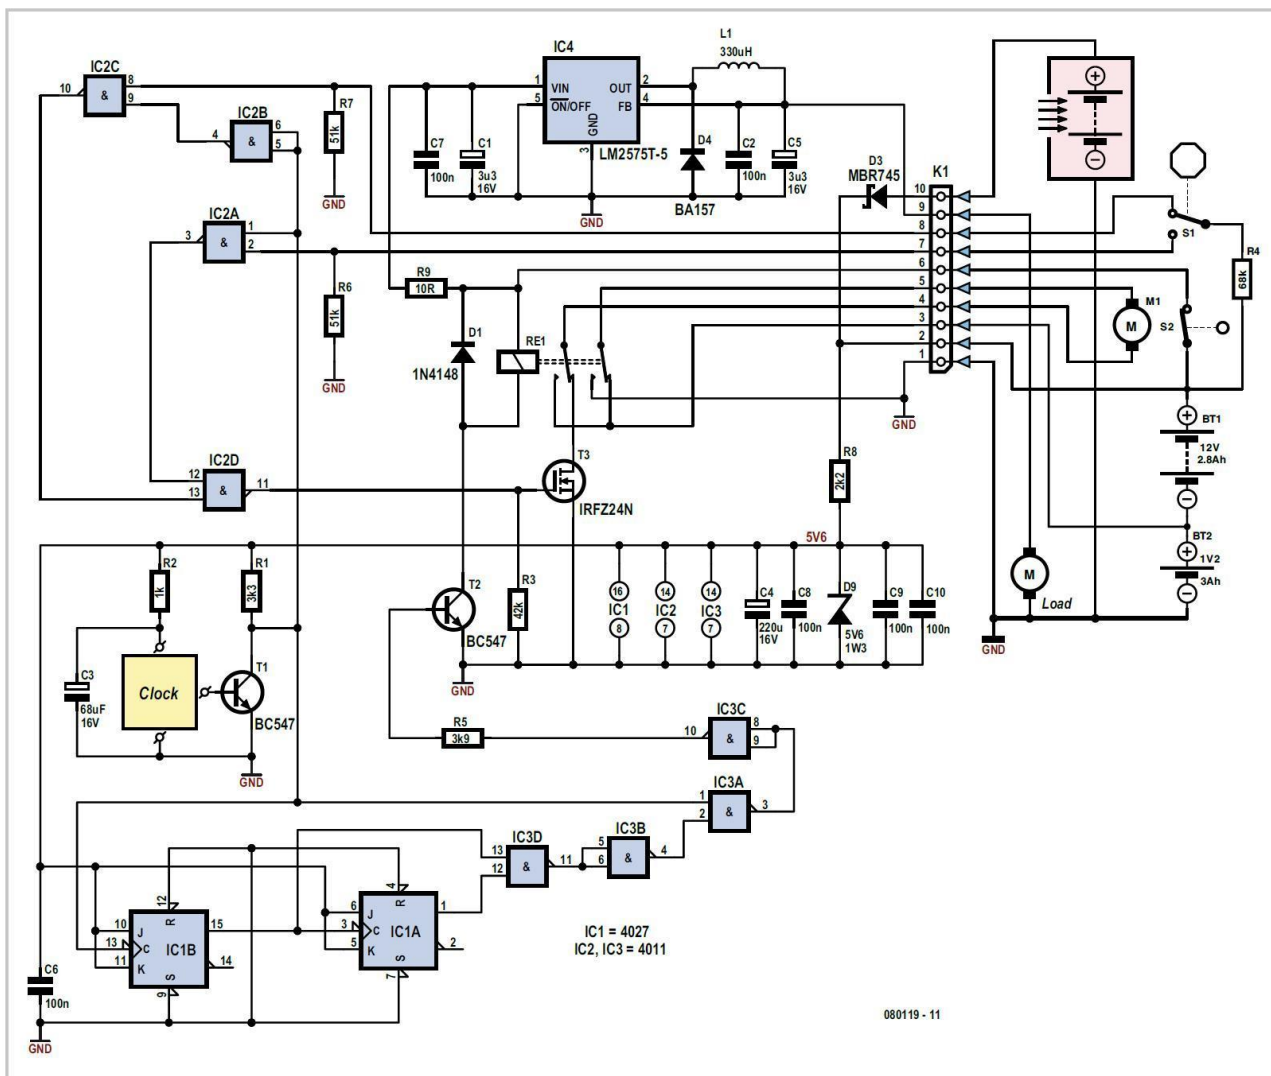 L1
330uH
IC4
1
VIN
OUT
2
5
ON/OFF
FB
4
GND
3
LM2575T-5
IC2C
10
&
8
9
IC2B
4
&
6
5
R7
51k
GND
C7
100n
C1
3u3
16V
D4
BA157
C2
100n
C5
3u3
16V
GND
D3
MBR745
K1
10
9
8
7
6
5
4
3
2
1
S1
R4
68k
IC2A
3
&
1
2
R6
51k
GND
R9
10R
D1
1N4148
RE1
M1
M
S2
GND
BT1
12V
2.8Ah
BT2
1V2
3Ah
M
Load
GND
IC2D
12
13
&
11
T3
IRFZ24N
R8
2k2
5V6
R2
1k
R1
3k3
T2
BC547
R3
42k
16
IC1
8
14
IC2
7
14
IC3
7
C4
220u
16V
C8
100n
D9
5V6
1W3
C9
100n
C10
100n
GND
C3
68uF
16V
Clock
T1
BC547
GND
R5
3k9
IC3C
10
&
8
9
IC3A
1
2
&
3
IC3D
13
12
&
11
IC3B
5
6
&
4
12
R
10
J
13
C
11
K
IC1B
15
14
S
9
4
R
6
J
3
C
5
K
IC1A
1
2
S
7
C6
100n
GND
IC1 = 4027
IC2, IC3 = 4011
080119 - 11